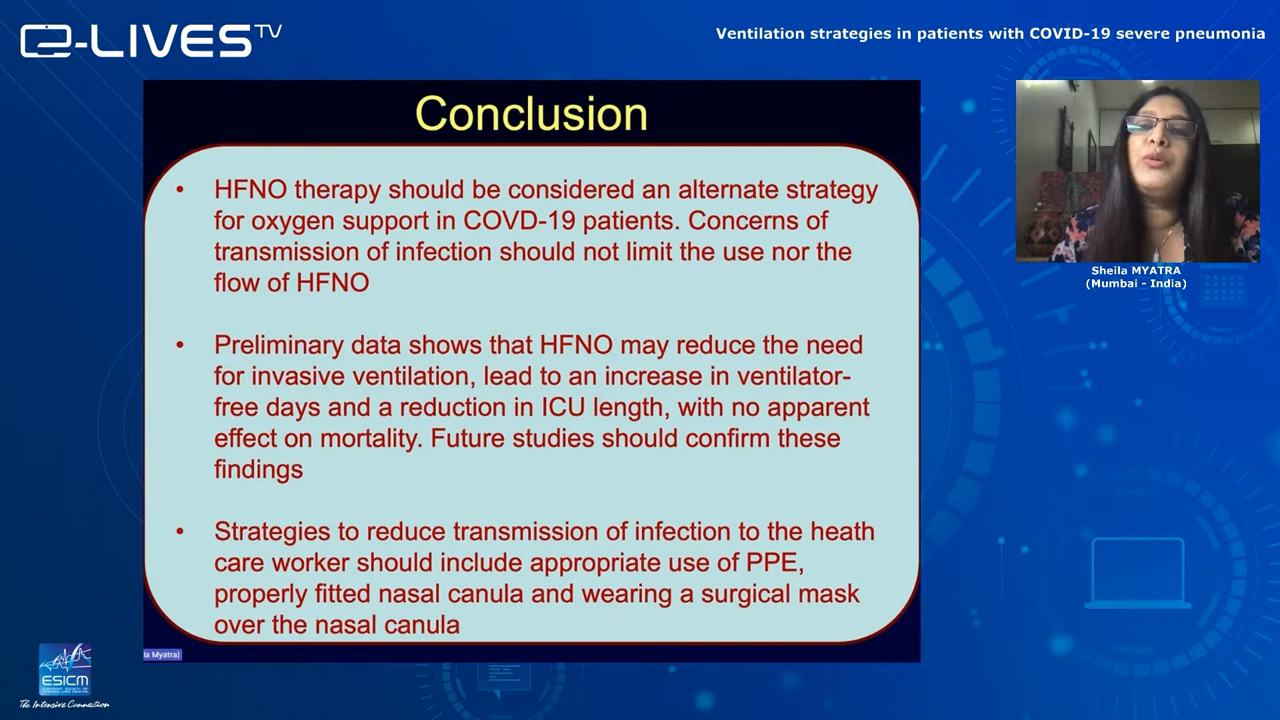 e-LIVES TV
Ventilation strategies in patients with COVID-19 severe pneumonia
Conclusion
• HFNO therapy should be considered an alternate strategy
for oxygen support in COVD-19 patients. Concerns of
transmission of infection should not limit the use nor the
flow of HFNO
• Preliminary data shows that HFNO may reduce the need
for invasive ventilation, lead to an increase in ventilator-
free days and a reduction in ICU length, with no apparent
effect on mortality. Future studies should confirm these
findings
• Strategies to reduce transmission of infection to the heath
care worker should include appropriate use of PPE,
properly fitted nasal canula and wearing a surgical mask
over the nasal canula
Sheila MYATRA
(Mumbai - India)
la Myatra)
ESICM
The Intensive Connection